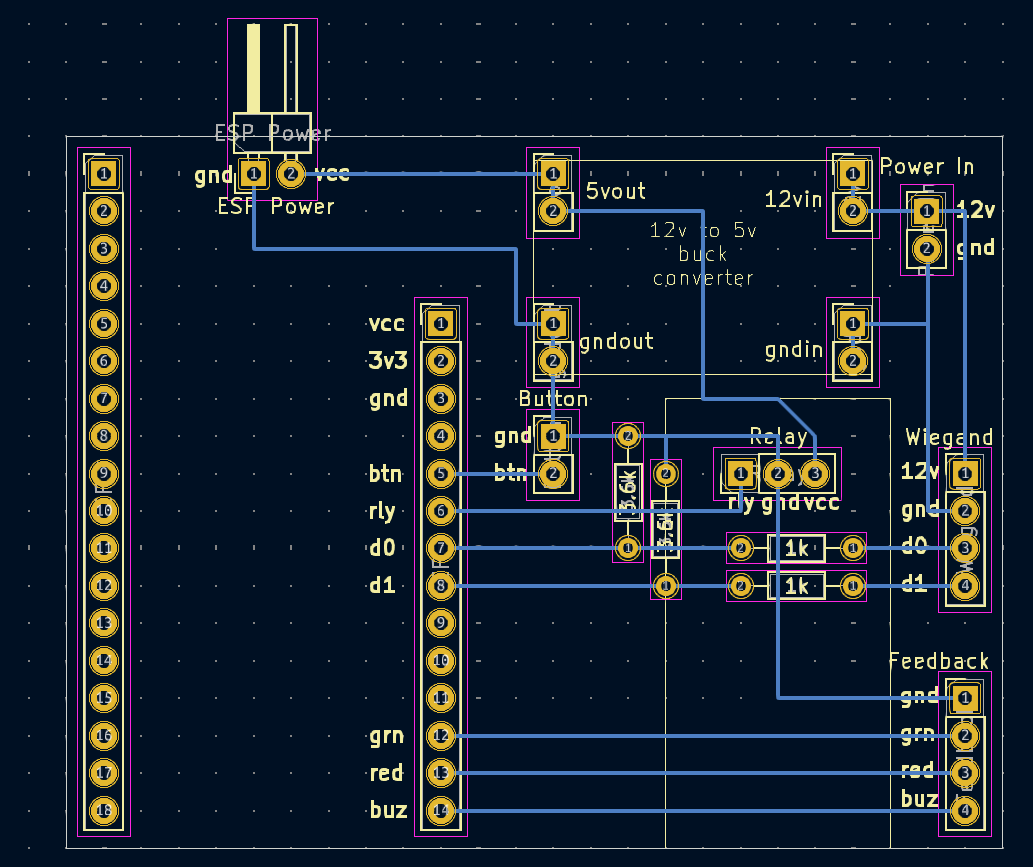 ESP Power
gnd 1 2 vcc
ESP Power
1
2
3
4
5
6
7
8
9
10
11
12
13
14
15
16
17
18
vcc 1
3v3 2
gnd 3
4
btn 5
rly 6
d0 7
d1 8
9
10
11
grn 12
red 13
buz 14
1
2
5vout
12v to 5v
buck
converter
1
2
12vin
1
2
gndout
1
2
gndin
Power In
1 12v
2 gnd
Button
gnd 1
btn 2
2
3.6k
1
2
3.6k
1
Relay
1 2 3
rly gnd vcc
2 1k 1
2 1k 1
Wiegand
12v 1
gnd 2
d0 3
d1 4
Feedback
gnd 1
grn 2
red 3
buz 4